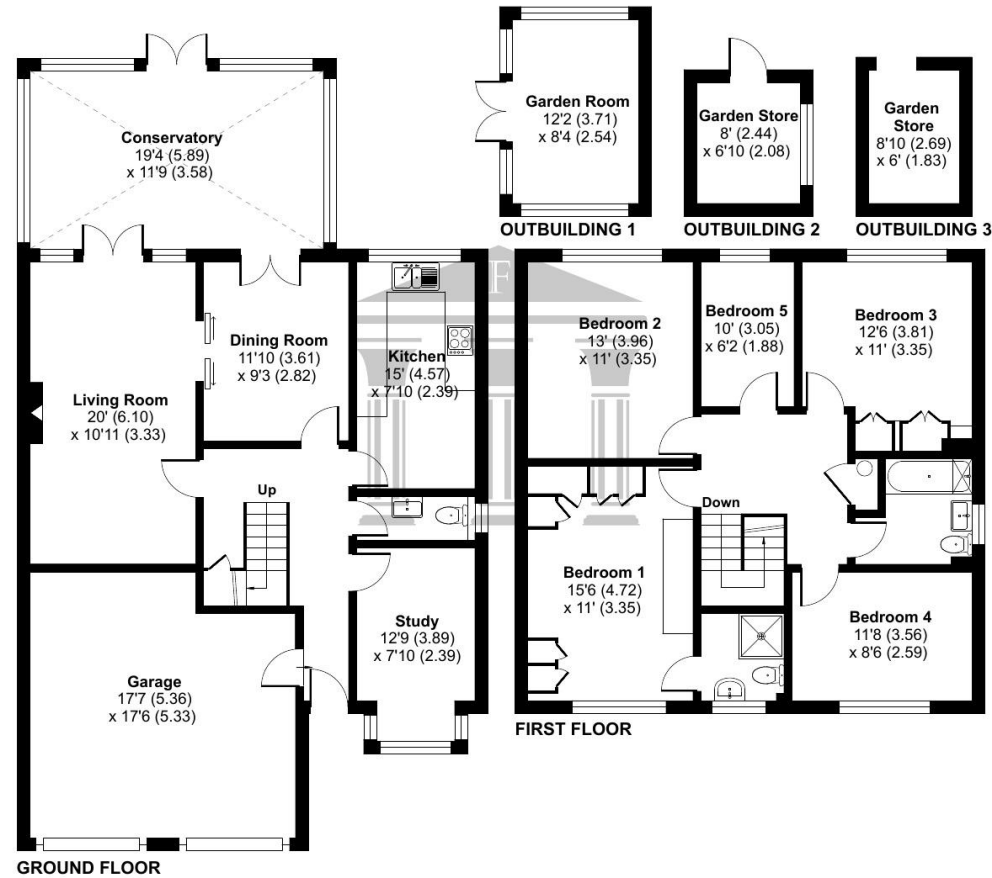 Conservatory
19'4 (5.89)
x 11'9 (3.58)
Garden Room
12'2 (3.71)
x 8'4 (2.54)
OUTBUILDING 1
Garden Store
8' (2.44)
x 6'10 (2.08)
OUTBUILDING 2
Garden
Store
8'10 (2.69)
x 6' (1.83)
OUTBUILDING 3
Living Room
20' (6.10)
x 10'11 (3.33)
Dining Room
11'10 (3.61)
x 9'3 (2.82)
Kitchen
15' (4.57)
x 7'10 (2.39)
F
Up
Study
12'9 (3.89)
x 7'10 (2.39)
Garage
17'7 (5.36)
x 17'6 (5.33)
GROUND FLOOR
Bedroom 2
13' (3.96)
x 11' (3.35)
Bedroom 5
10' (3.05)
x 6'2 (1.88)
Bedroom 3
12'6 (3.81)
x 11' (3.35)
Down
Bedroom 1
15'6 (4.72)
x 11' (3.35)
Bedroom 4
11'8 (3.56)
x 8'6 (2.59)
FIRST FLOOR